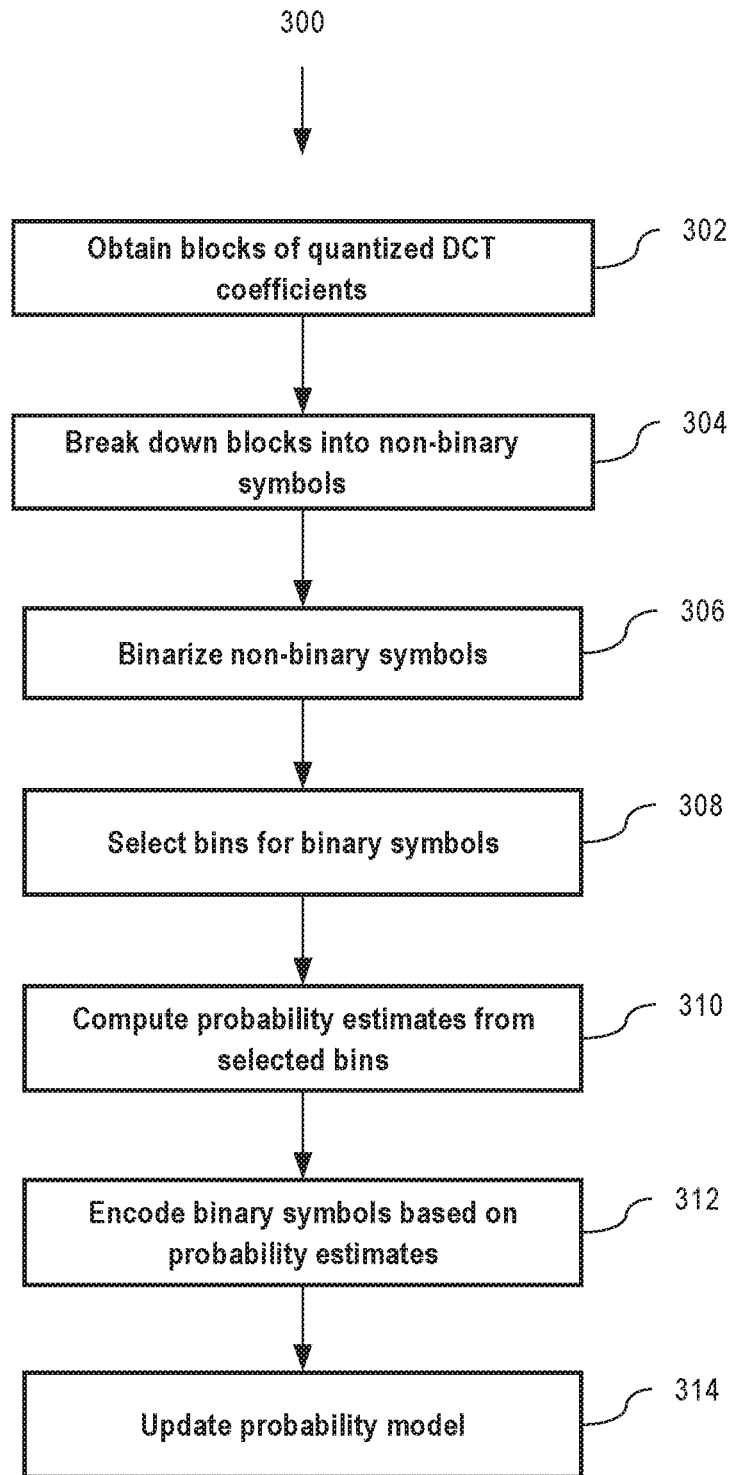 300
Obtain blocks of quantized DCT
coefficients
302
Break down blocks into non-binary
symbols
304
Binarize non-binary symbols
306
Select bins for binary symbols
308
Compute probability estimates from
selected bins
310
Encode binary symbols based on
probability estimates
312
Update probability model
314